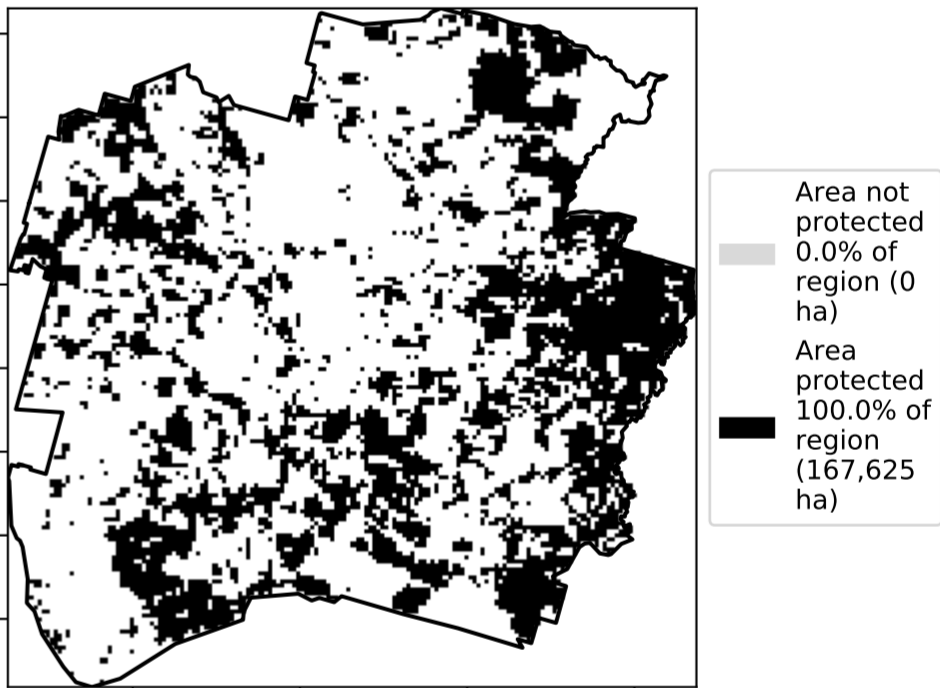 Area not
protected
0.0% of
region (0
ha)
Area
protected
100.0% of
region
(167,625
ha)